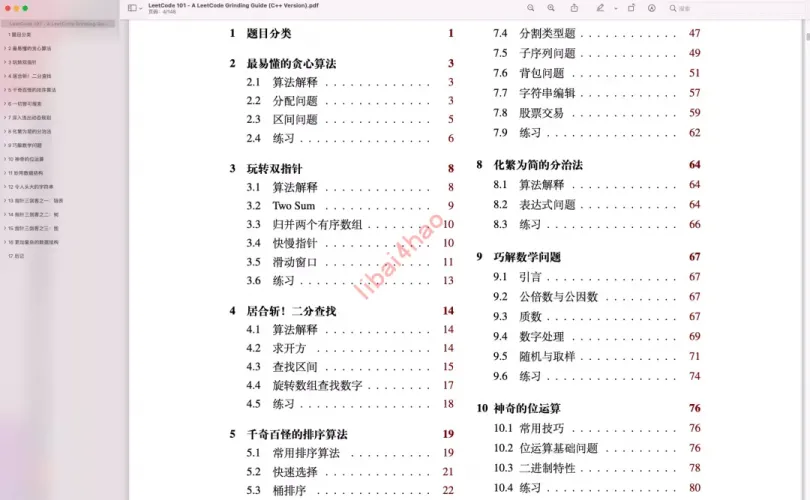 LeetCode 101 - A LeetCode Grinding Guide (C++ Version).pdf
页面：4/145
搜索
LeetCode 101 - A LeetCode Grinding Gu...
1 题目分类
2 最易懂的贪心算法
3 玩转双指针
4 居合斩！二分查找
5 千奇百怪的排序算法
6 一切皆可搜索
7 深入浅出动态规划
8 化繁为简的分治法
9 巧解数学问题
10 神奇的位运算
11 妙用数据结构
12 令人头大的字符串
13 指针三剑客之一：链表
14 指针三剑客之二：树
15 指针三剑客之三：图
16 更加复杂的数据结构
17 后记
1 题目分类 1
2 最易懂的贪心算法 3
2.1 算法解释 . . . . . . . . . . . . . 3
2.2 分配问题 . . . . . . . . . . . . . 3
2.3 区间问题 . . . . . . . . . . . . . 5
2.4 练习 . . . . . . . . . . . . . . . 6
3 玩转双指针 8
3.1 算法解释 . . . . . . . . . . . . . 8
3.2 Two Sum . . . . . . . . . . . . . 9
3.3 归并两个有序数组 . . . . . . . . 10
3.4 快慢指针 . . . . . . . . . . . . . 10
3.5 滑动窗口 . . . . . . . . . . . . . 11
3.6 练习 . . . . . . . . . . . . . . . 13
4 居合斩！二分查找 14
4.1 算法解释 . . . . . . . . . . . . . 14
4.2 求开方 . . . . . . . . . . . . . . 14
4.3 查找区间 . . . . . . . . . . . . . 15
4.4 旋转数组查找数字 . . . . . . . . 17
4.5 练习 . . . . . . . . . . . . . . . 18
5 千奇百怪的排序算法 19
5.1 常用排序算法 . . . . . . . . . . . 19
5.2 快速选择 . . . . . . . . . . . . . 21
5.3 桶排序 . . . . . . . . . . . . . . 22
7.4 分割类型题 . . . . . . . . . . . . 47
7.5 子序列问题 . . . . . . . . . . . . 49
7.6 背包问题 . . . . . . . . . . . . . 51
7.7 字符串编辑 . . . . . . . . . . . . 57
7.8 股票交易 . . . . . . . . . . . . . 59
7.9 练习 . . . . . . . . . . . . . . . 62
8 化繁为简的分治法 64
8.1 算法解释 . . . . . . . . . . . . . 64
8.2 表达式问题 . . . . . . . . . . . . 64
8.3 练习 . . . . . . . . . . . . . . . 66
9 巧解数学问题 67
9.1 引言 . . . . . . . . . . . . . . . 67
9.2 公倍数与公因数 . . . . . . . . . . 67
9.3 质数 . . . . . . . . . . . . . . . 67
9.4 数字处理 . . . . . . . . . . . . . 69
9.5 随机与取样 . . . . . . . . . . . . 71
9.6 练习 . . . . . . . . . . . . . . . 74
10 神奇的位运算 76
10.1 常用技巧 . . . . . . . . . . . . . 76
10.2 位运算基础问题 . . . . . . . . . . 76
10.3 二进制特性 . . . . . . . . . . . . 78
10.4 练习 . . . . . . . . . . . . . . . 80
libai4hao